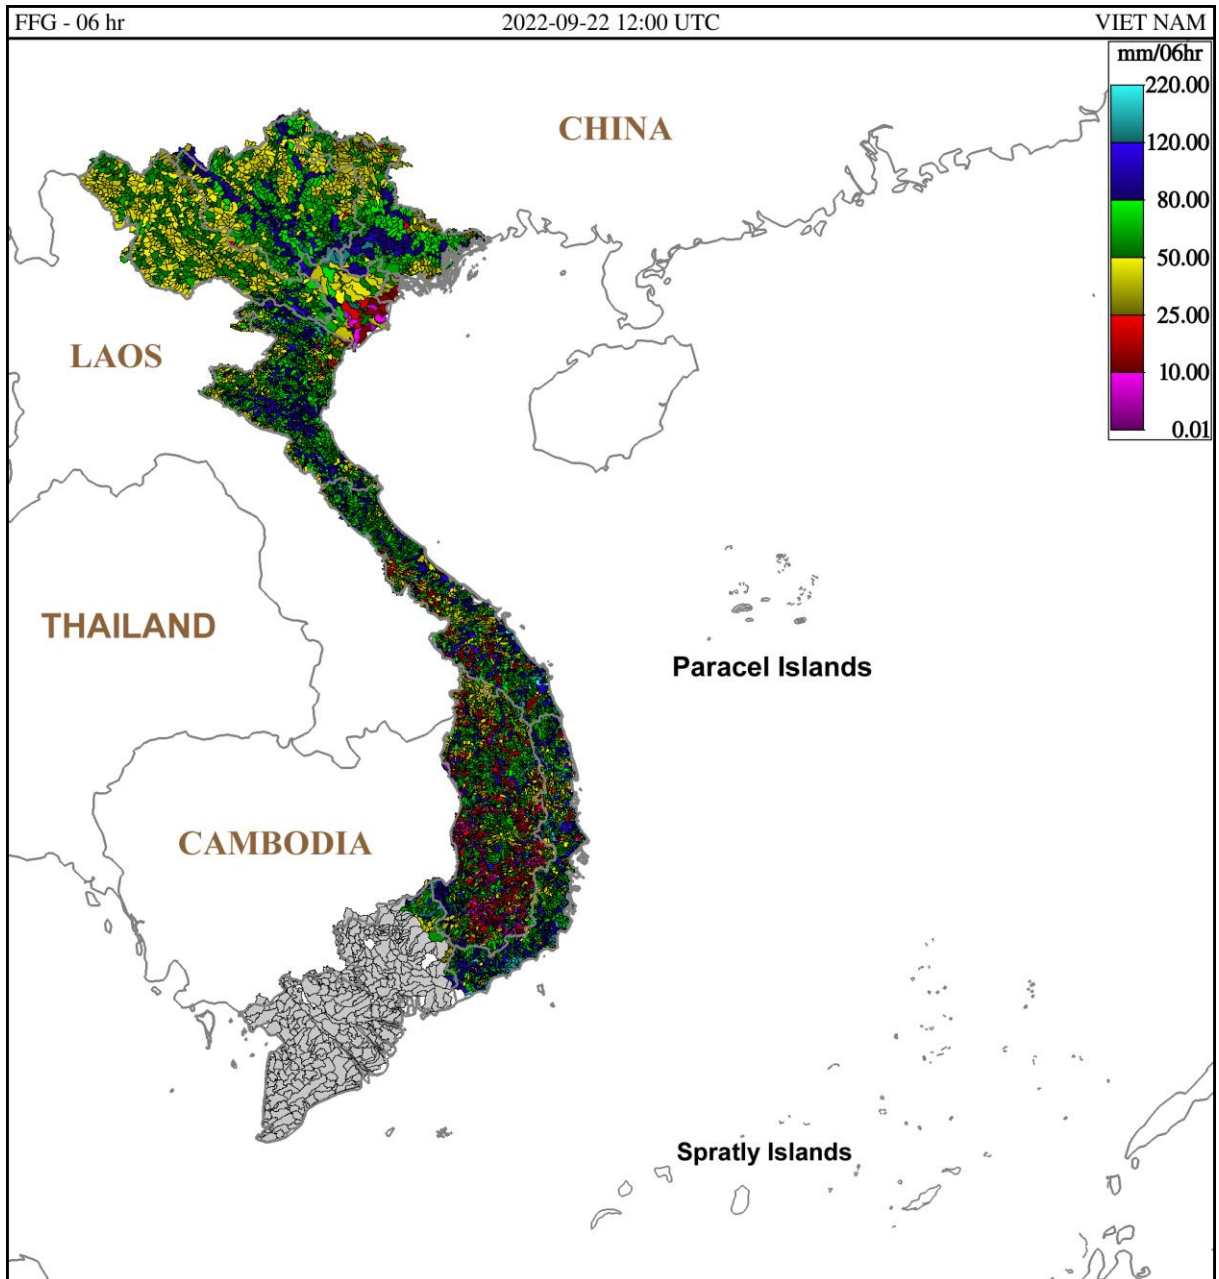 FFG - 06 hr 2022-09-22 12:00 UTC VIET NAM
mm/06hr
220.00
120.00
80.00
50.00
25.00
10.00
0.01
CHINA
LAOS
THAILAND
Paracel Islands
CAMBODIA
Spratly Islands